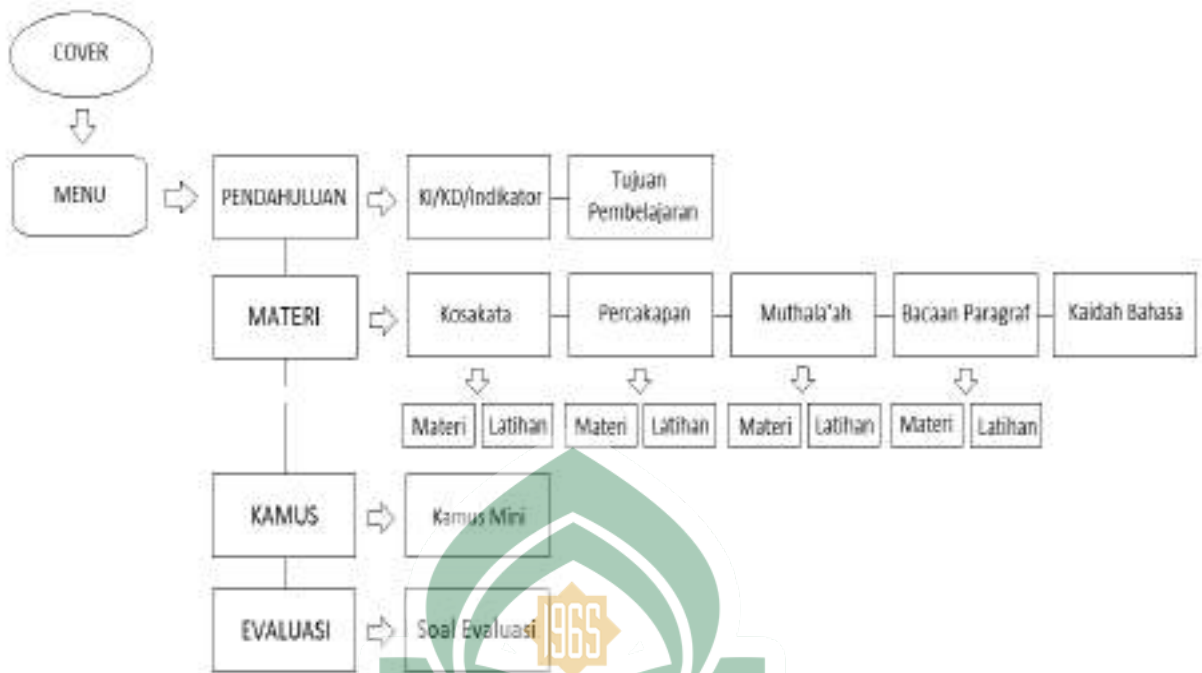 COVER
MENU
PENDAHULUAN
KI/KD/Indikator
Tujuan
Pembelajaran
MATERI
Kosakata
Percakapan
Muthala'ah
Bacaan Paragraf
Kaidah Bahasa
Materi
Latihan
Materi
Latihan
Materi
Latihan
Materi
Latihan
KAMUS
Kamus Mini
EVALUASI
Soal Evaluasi
1965